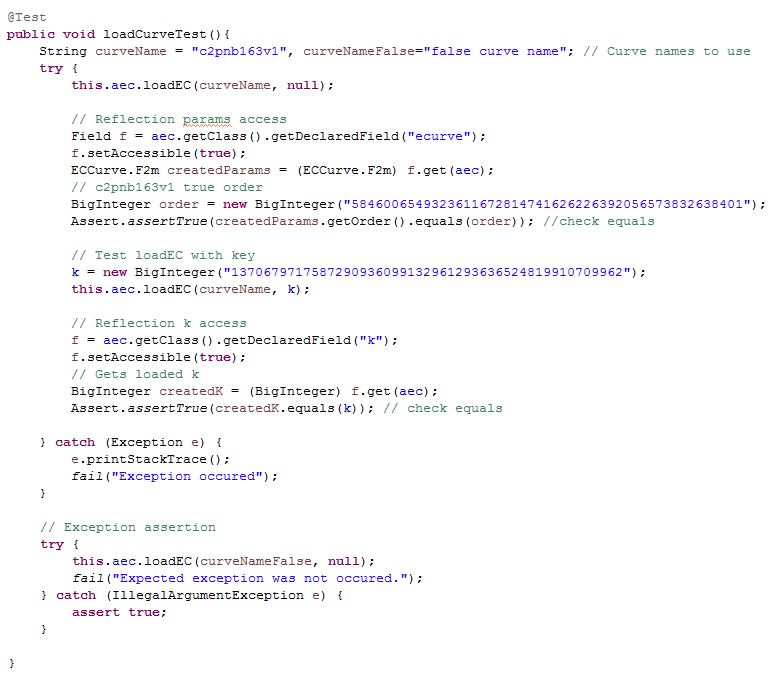 @Test
public void loadCurveTest(){
    String curveName = "c2pnb163v1", curveNameFalse="false curve name"; // Curve names to use
    try {
        this.aec.loadEC(curveName, null);
        // Reflection params access
        Field f = aec.getClass().getDeclaredField("ecurve");
        f.setAccessible(true);
        ECCurve.F2m createdParams = (ECCurve.F2m) f.get(aec);
        // c2pnb163v1 true order
        BigInteger order = new BigInteger("5846006549323611672814741626226392056573832638401");
        Assert.assertTrue(createdParams.getOrder().equals(order)); //check equals
        // Test loadEC with key
        k = new BigInteger("1370679717587290936099132961293636524819910709962");
        this.aec.loadEC(curveName, k);
        // Reflection k access
        f = aec.getClass().getDeclaredField("k");
        f.setAccessible(true);
        // Gets loaded k
        BigInteger createdK = (BigInteger) f.get(aec);
        Assert.assertTrue(createdK.equals(k)); // check equals
    } catch (Exception e) {
        e.printStackTrace();
        fail("Exception occured");
    }
    // Exception assertion
    try {
        this.aec.loadEC(curveNameFalse, null);
        fail("Expected exception was not occured.");
    } catch (IllegalArgumentException e) {
        assert true;
    }
}